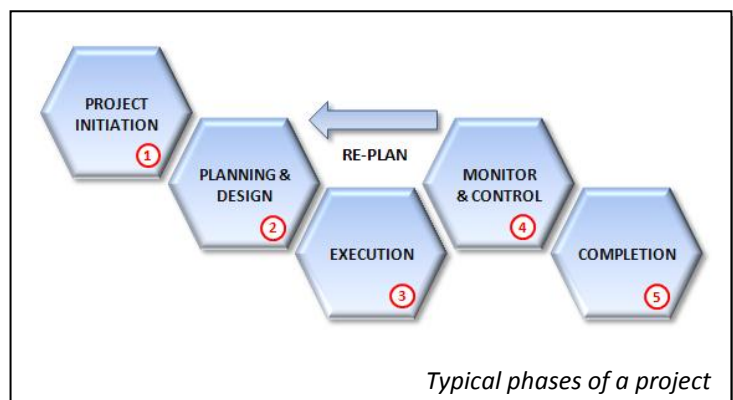 PROJECT
INITIATION
1
PLANNING &
DESIGN
2
RE-PLAN
EXECUTION
3
MONITOR
& CONTROL
4
COMPLETION
5
Typical phases of a project